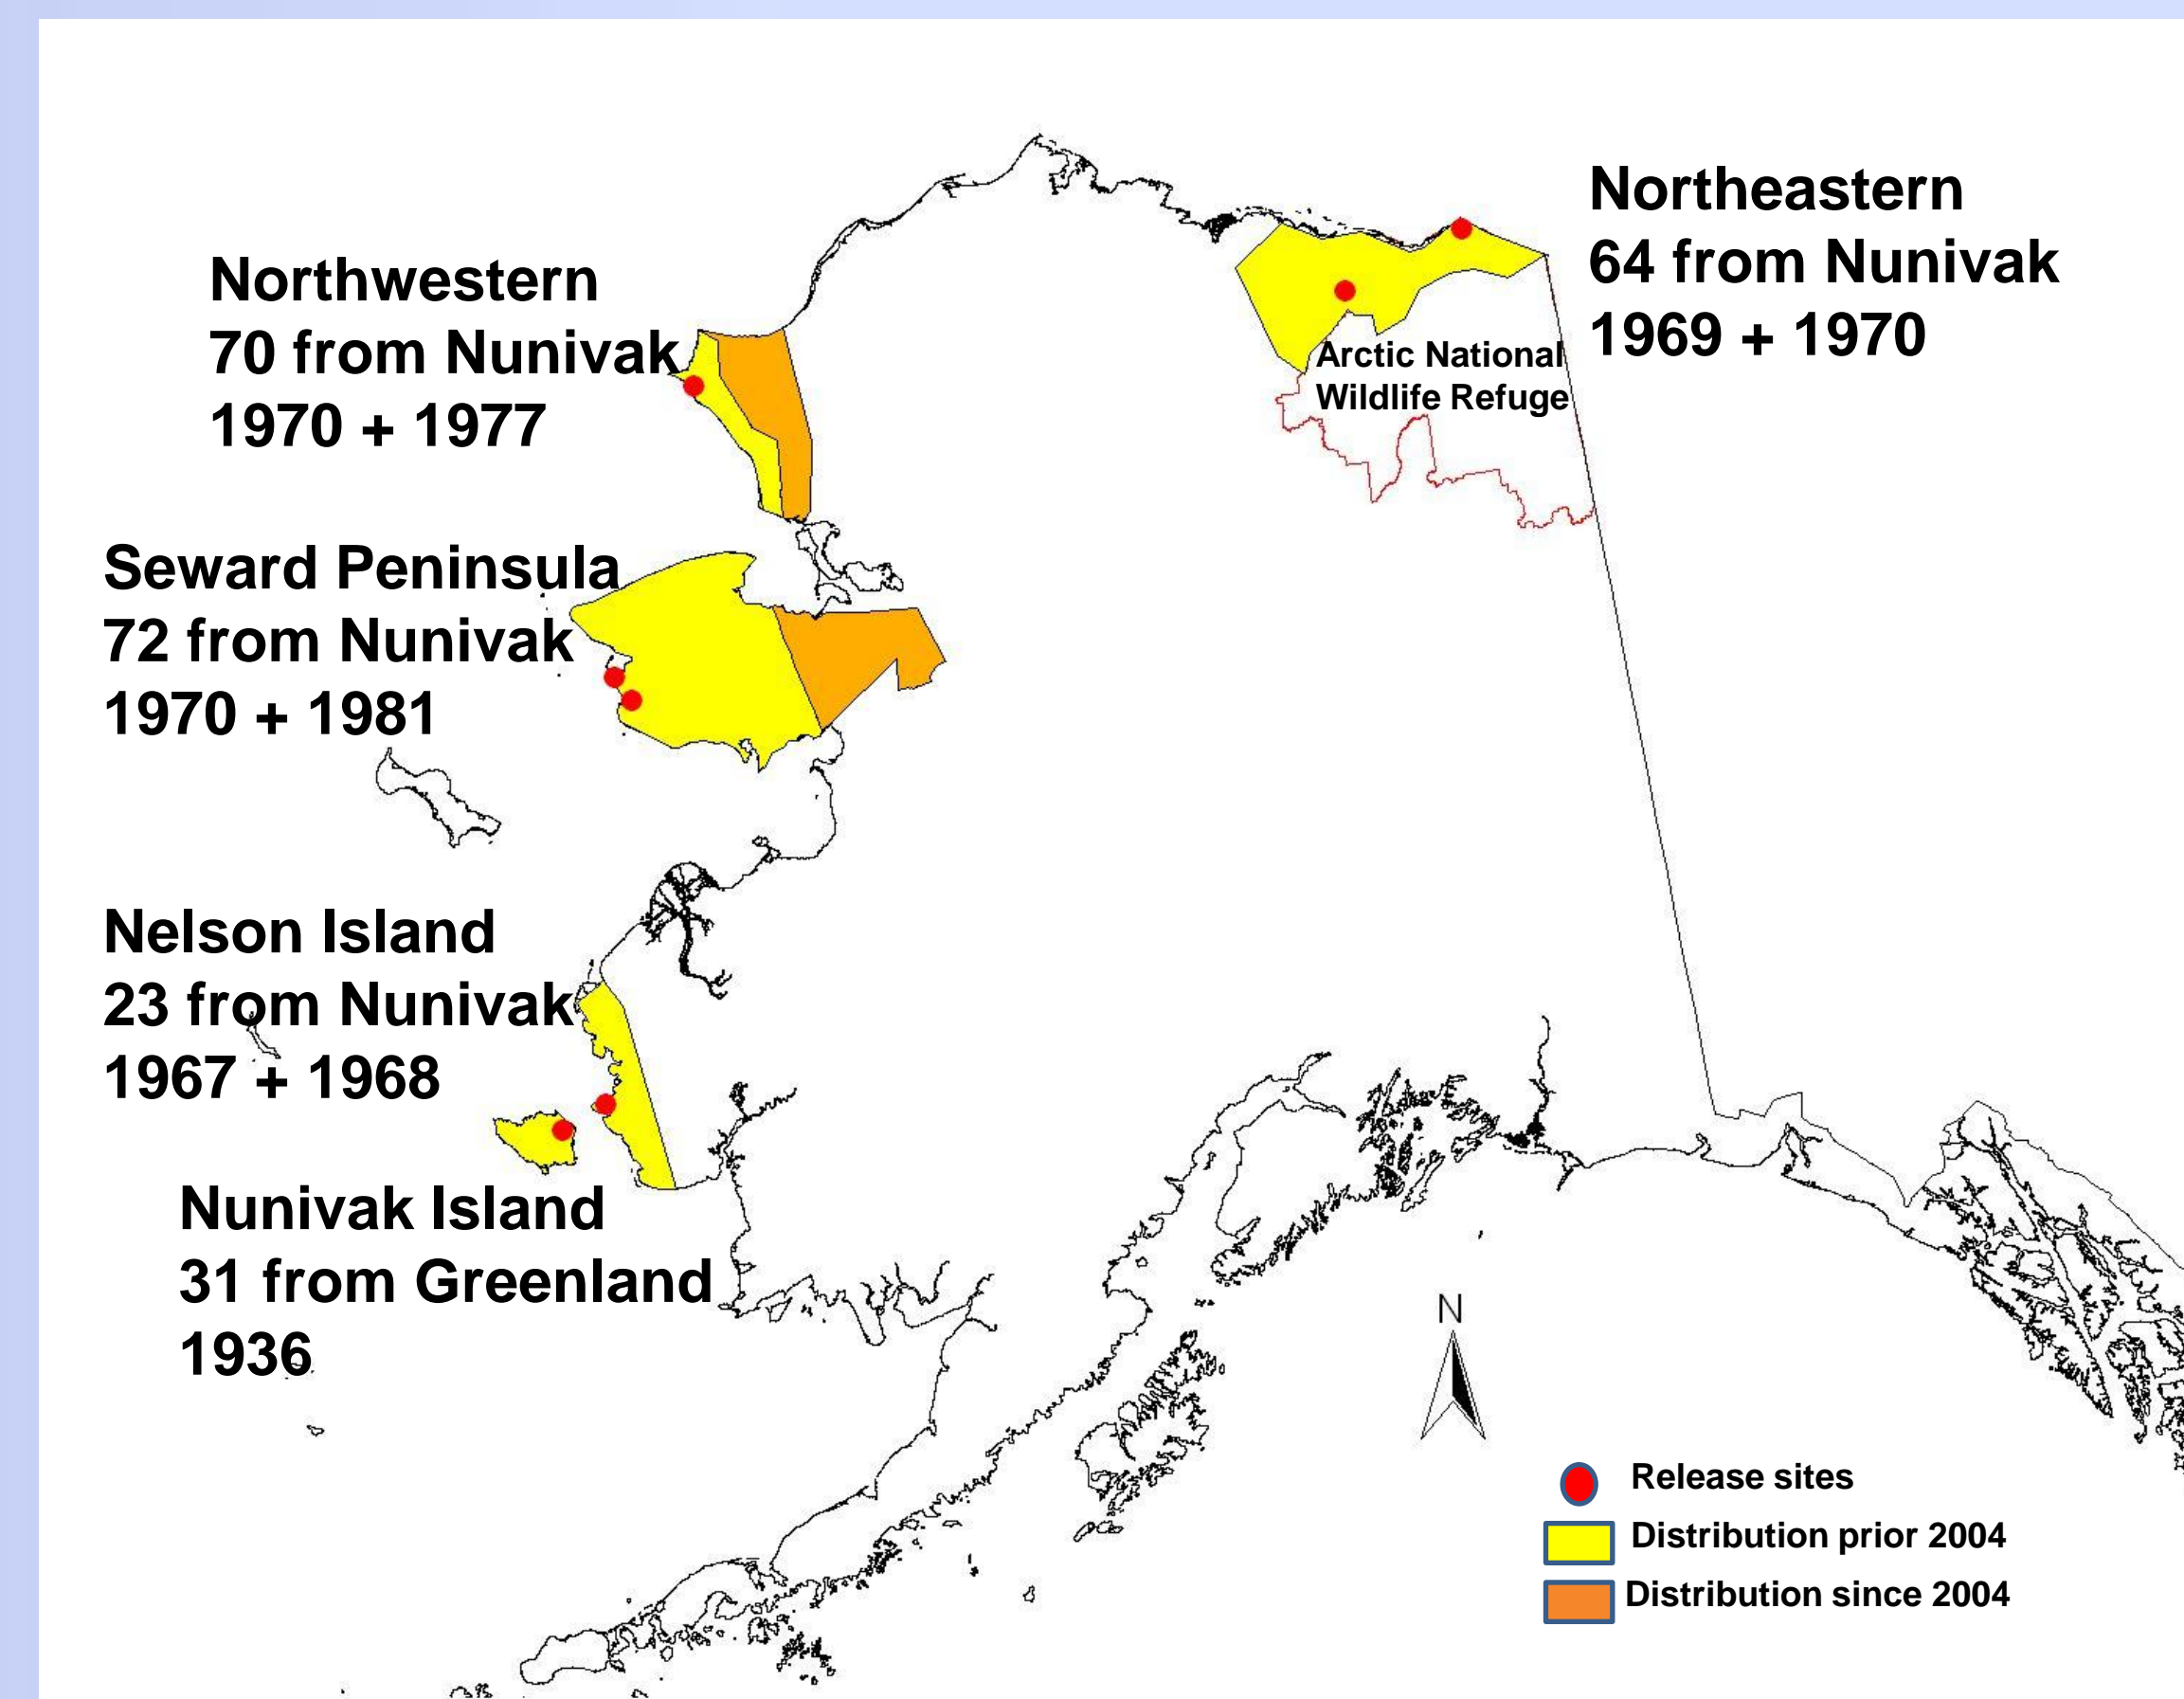 Northeastern
64 from Nunivak
1969 + 1970
Northwestern
70 from Nunivak
1970 + 1977
Arctic National
Wildlife Refuge
Seward Peninsula
72 from Nunivak
1970 + 1981
Nelson Island
23 from Nunivak
1967 + 1968
Nunivak Island
31 from Greenland
1936
N
Release sites
Distribution prior 2004
Distribution since 2004